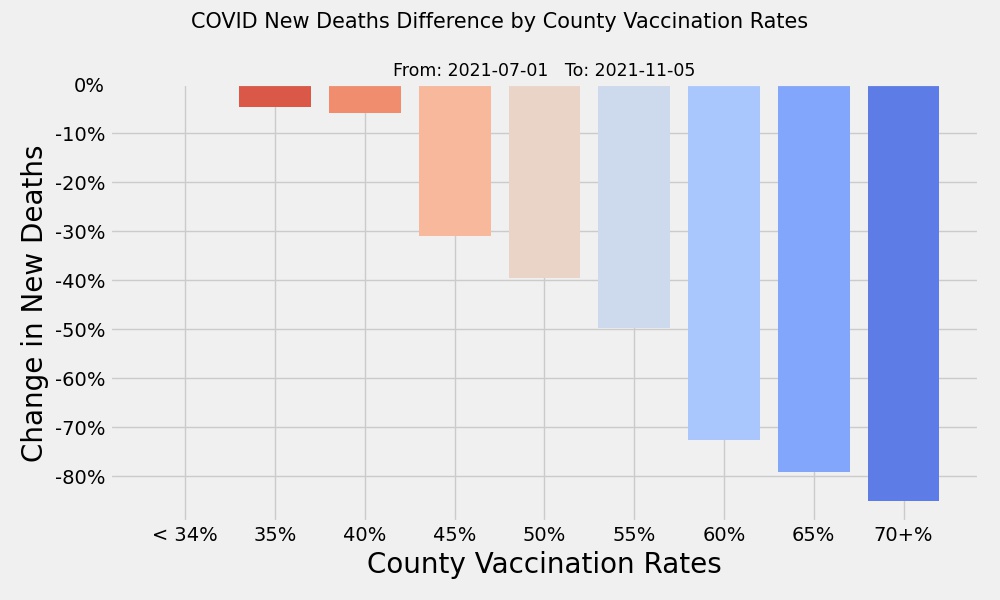 COVID New Deaths Difference by County Vaccination Rates
From: 2021-07-01   To: 2021-11-05
Change in New Deaths
0%
-10%
-20%
-30%
-40%
-50%
-60%
-70%
-80%
< 34%   35%   40%   45%   50%   55%   60%   65%   70+%
County Vaccination Rates